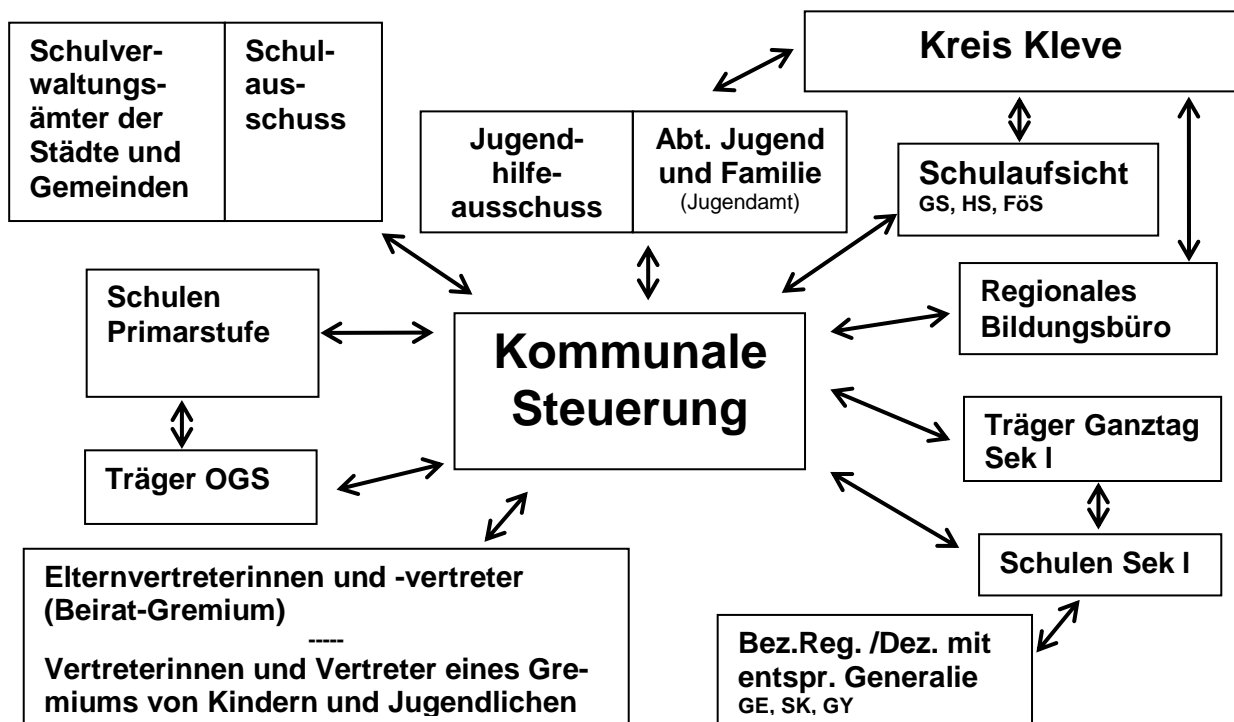 Schulver-
waltungs-
ämter der
Städte und
Gemeinden
Schul-
aus-
schuss
Jugend-
hilfe-
ausschuss
Abt. Jugend
und Familie
(Jugendamt)
Kreis Kleve
Schulaufsicht
GS, HS, FöS
Schulen
Primarstufe
Kommunale
Steuerung
Regionales
Bildungsbüro
Träger OGS
Träger Ganztag
Sek I
Schulen Sek I
Elternvertreterinnen und -vertreter
(Beirat-Gremium)
-----
Vertreterinnen und Vertreter eines Gre-
miums von Kindern und Jugendlichen
Bez.Reg. /Dez. mit
entspr. Generalie
GE, SK, GY